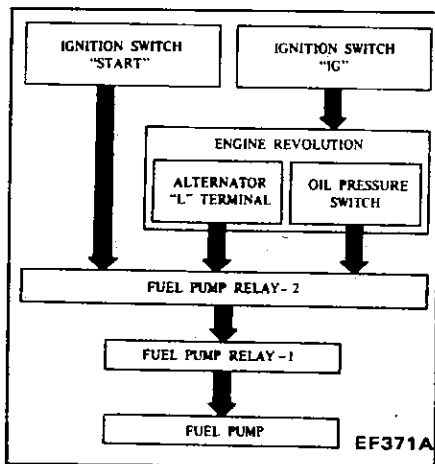 IGNITION SWITCH
"START"
IGNITION SWITCH
"IG"
ENGINE REVOLUTION
ALTERNATOR
"L" TERMINAL
OIL PRESSURE
SWITCH
FUEL PUMP RELAY-2
FUEL PUMP RELAY-1
FUEL PUMP
EF371A